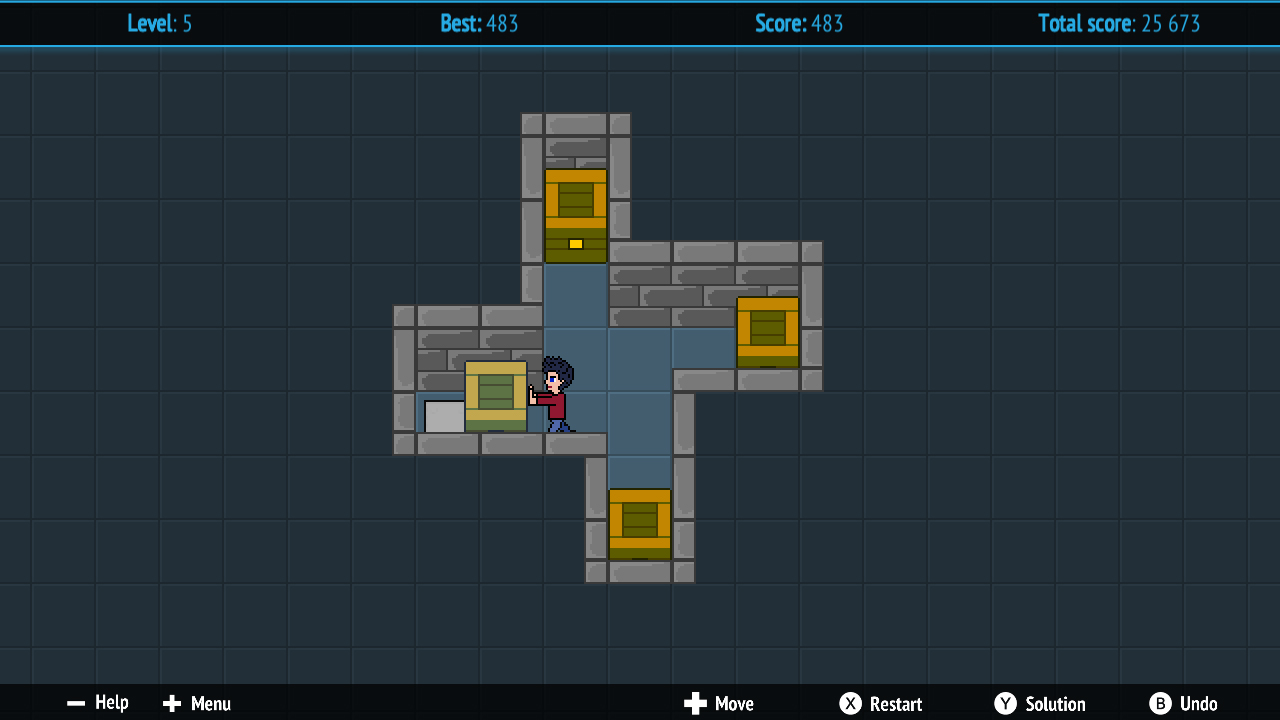 Level: 5 Best: 483 Score: 483 Total score: 25 673
Help Menu Move X Restart Y Solution B Undo